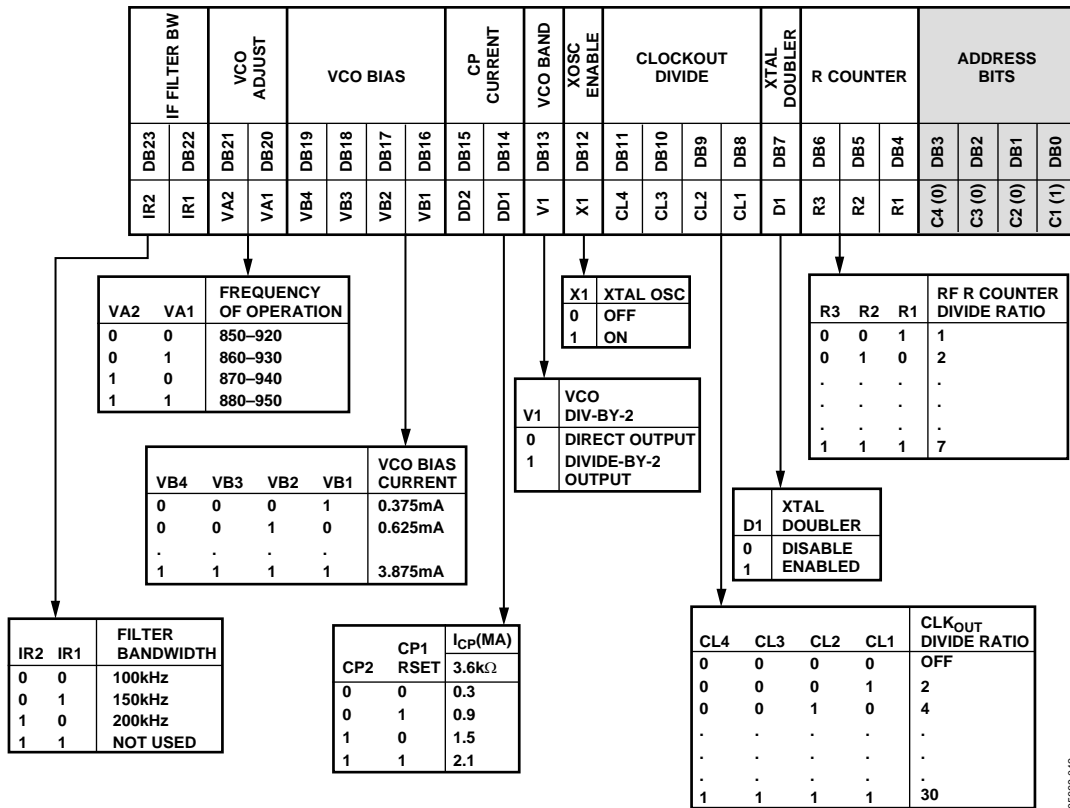 IF FILTER BW
VCO ADJUST
VCO BIAS
CP CURRENT
VCO BAND
XOSC ENABLE
CLOCKOUT DIVIDE
XTAL DOUBLER
R COUNTER
ADDRESS BITS
DB23 DB22 DB21 DB20 DB19 DB18 DB17 DB16 DB15 DB14 DB13 DB12 DB11 DB10 DB9 DB8 DB7 DB6 DB5 DB4 DB3 DB2 DB1 DB0
IR2 IR1 VA2 VA1 VB4 VB3 VB2 VB1 DD2 DD1 V1 X1 CL4 CL3 CL2 CL1 D1 R3 R2 R1 C4 (0) C3 (0) C2 (0) C1 (1)
VA2 VA1 FREQUENCY OF OPERATION
0 0 850–920
0 1 860–930
1 0 870–940
1 1 880–950
X1 XTAL OSC
0 OFF
1 ON
R3 R2 R1 RF R COUNTER DIVIDE RATIO
0 0 1 1
0 1 0 2
. . . .
. . . .
. . . .
1 1 1 7
V1 VCO DIV-BY-2
0 DIRECT OUTPUT
1 DIVIDE-BY-2 OUTPUT
VB4 VB3 VB2 VB1 VCO BIAS CURRENT
0 0 0 1 0.375mA
0 0 1 0 0.625mA
. . . .
1 1 1 1 3.875mA
D1 XTAL DOUBLER
0 DISABLE
1 ENABLED
IR2 IR1 FILTER BANDWIDTH
0 0 100kHz
0 1 150kHz
1 0 200kHz
1 1 NOT USED
CP2 CP1 RSET I_CP(MA)
3.6kΩ
0 0 0.3
0 1 0.9
1 0 1.5
1 1 2.1
CL4 CL3 CL2 CL1 CLK_OUT DIVIDE RATIO
0 0 0 0 OFF
0 0 0 1 2
0 0 1 0 4
. . . . .
. . . . .
. . . . .
1 1 1 1 30